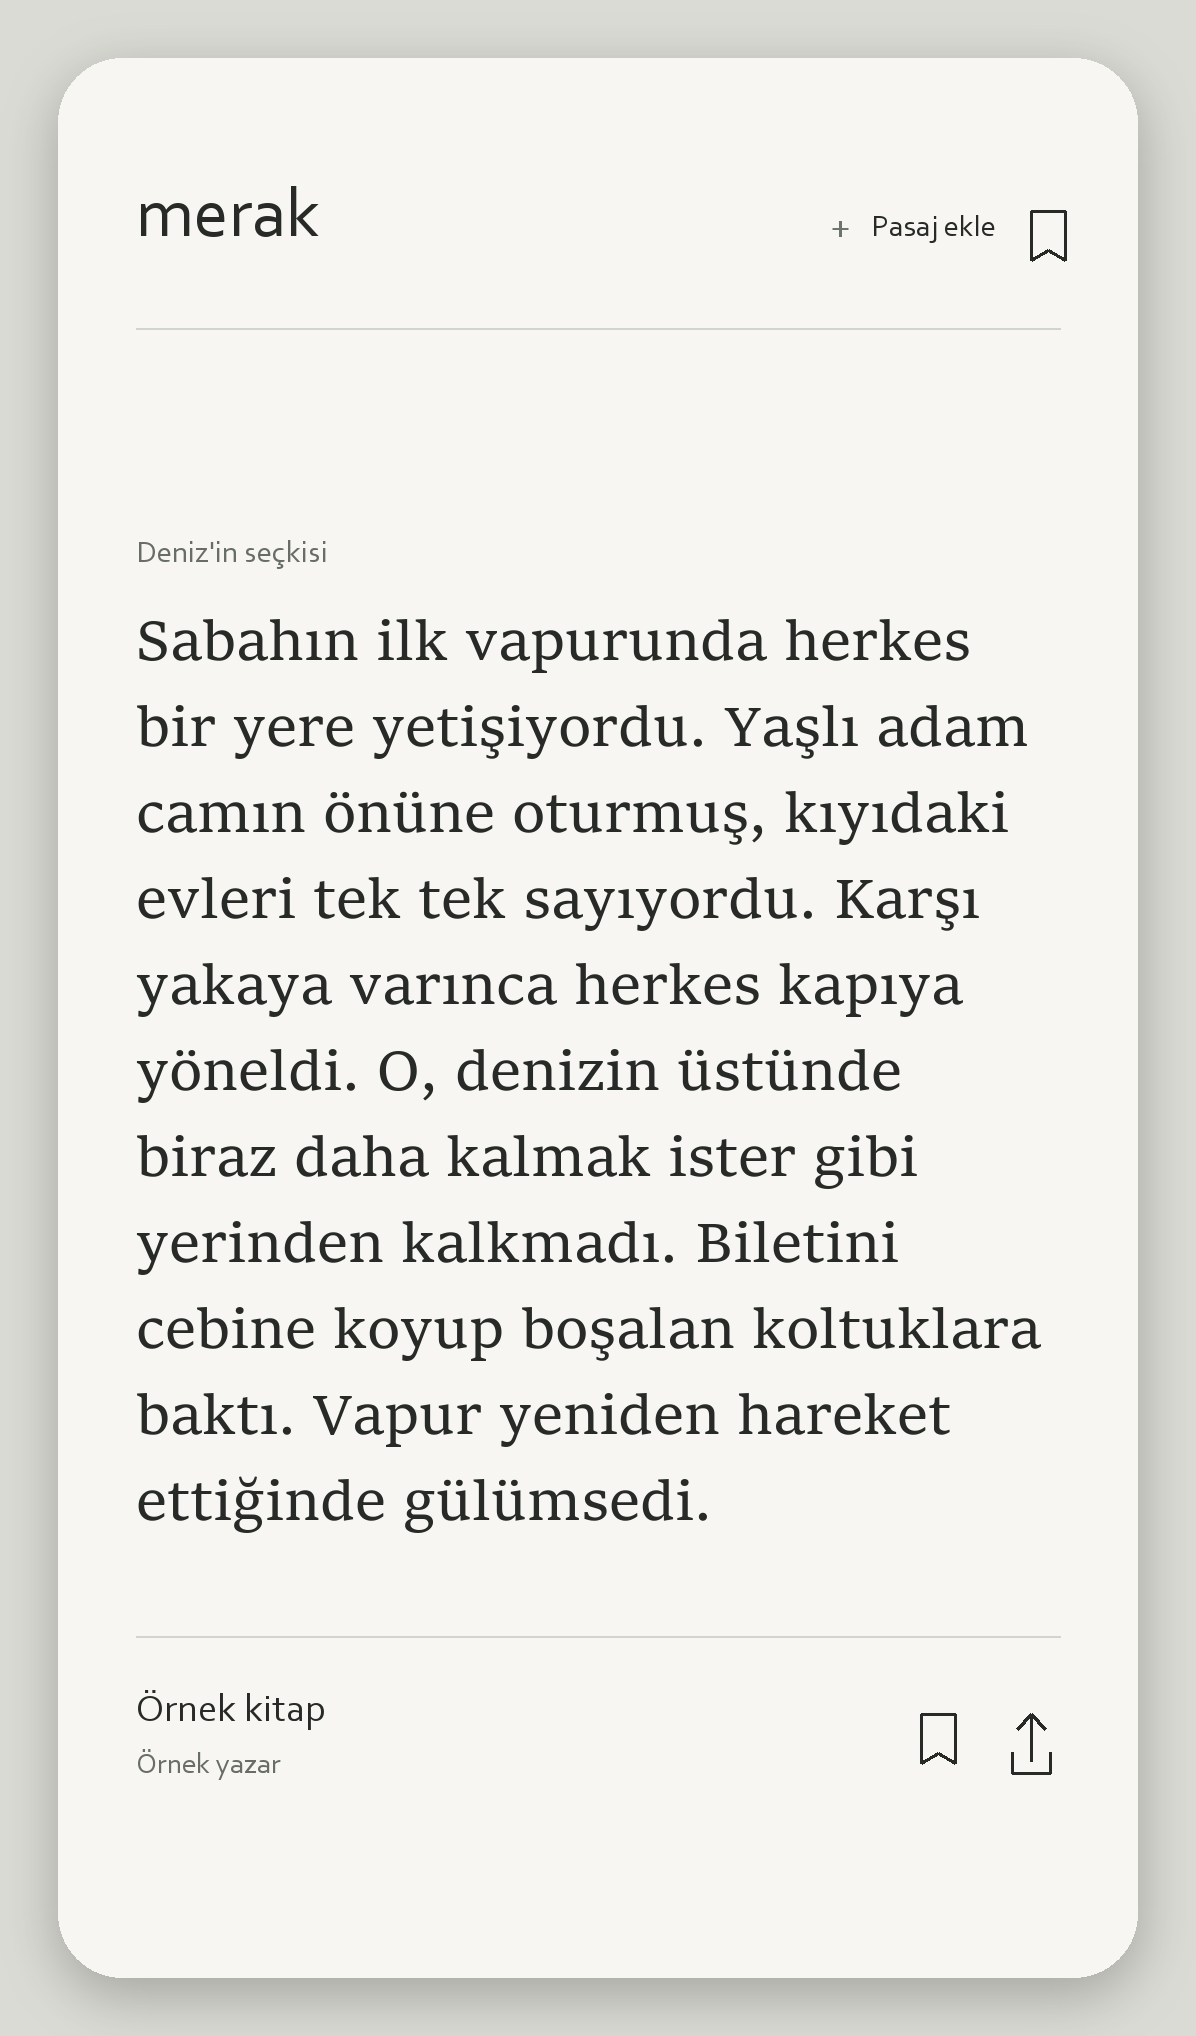 merak
+ Pasaj ekle
Deniz'in seçkisi
Sabahın ilk vapurunda herkes
bir yere yetişiyordu. Yaşlı adam
camın önüne oturmuş, kıyıdaki
evleri tek tek sayıyordu. Karşı
yakaya varınca herkes kapıya
yöneldi. O, denizin üstünde
biraz daha kalmak ister gibi
yerinden kalkmadı. Biletini
cebine koyup boşalan koltuklara
baktı. Vapur yeniden hareket
ettiğinde gülümsedi.
Örnek kitap
Örnek yazar